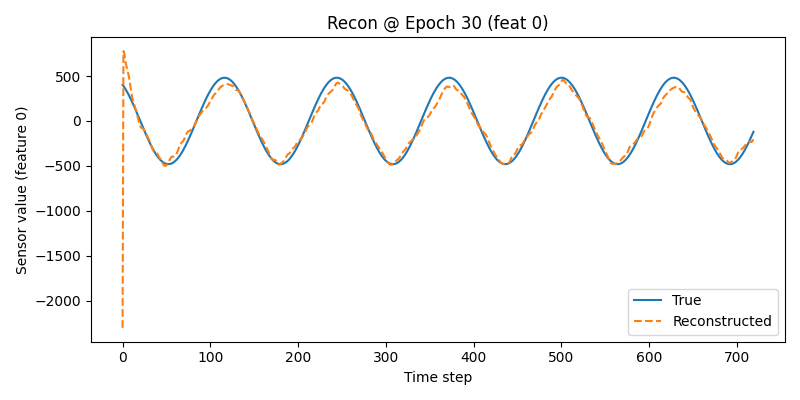 Recon @ Epoch 30 (feat 0)
Sensor value (feature 0)
500
0
−500
−1000
−1500
−2000
True
Reconstructed
0 100 200 300 400 500 600 700
Time step